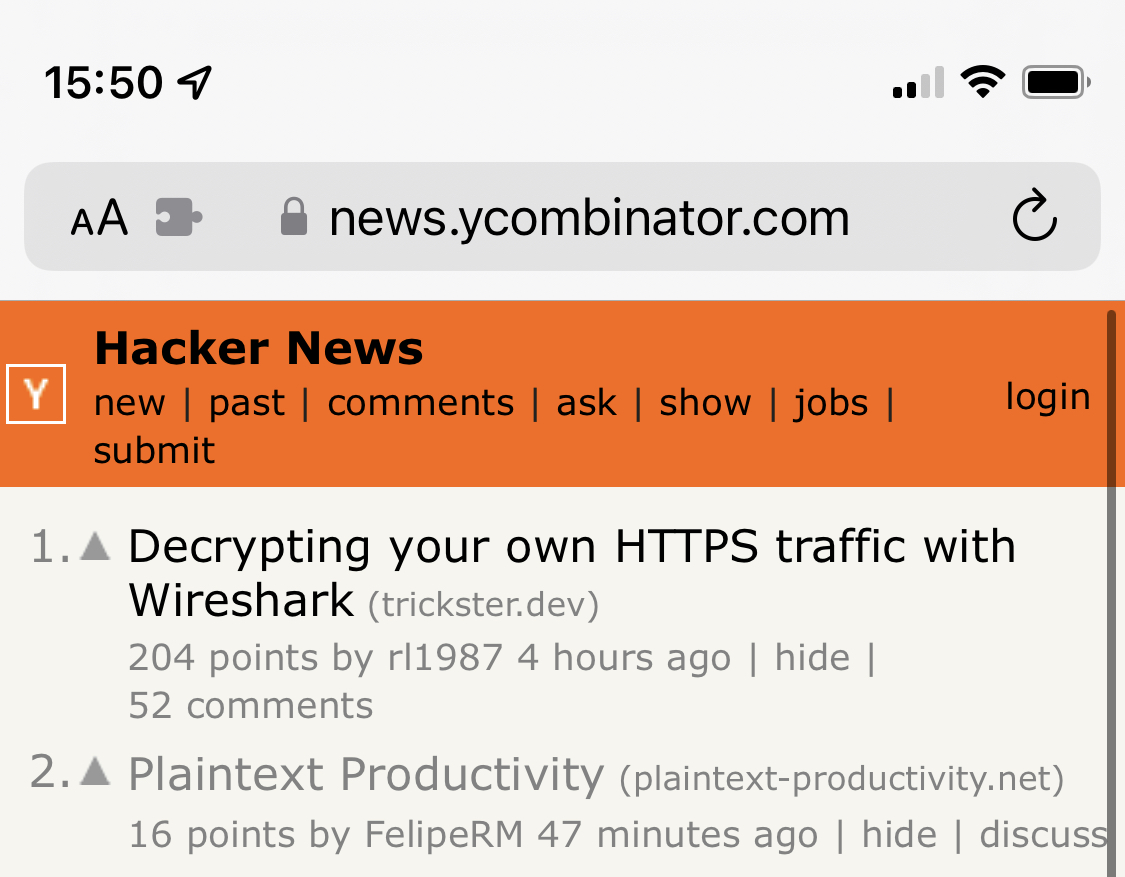 15:50
AA news.ycombinator.com
Hacker News
Y
new | past | comments | ask | show | jobs |
submit
login
1. Decrypting your own HTTPS traffic with
Wireshark (trickster.dev)
204 points by rl1987 4 hours ago | hide |
52 comments
2. Plaintext Productivity (plaintext-productivity.net)
16 points by FelipeRM 47 minutes ago | hide | discuss